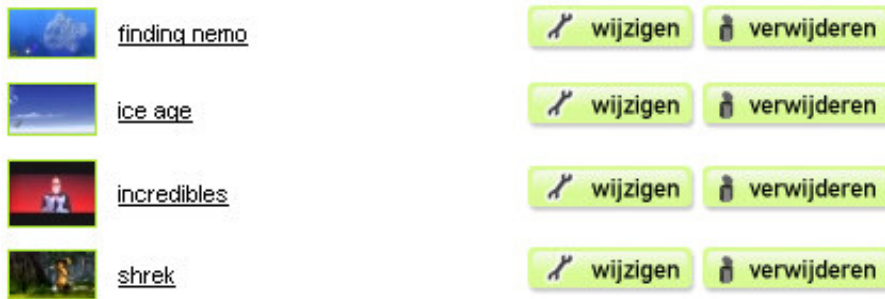 finding nemo wijzigen verwijderen
ice age wijzigen verwijderen
incredibles wijzigen verwijderen
shrek wijzigen verwijderen